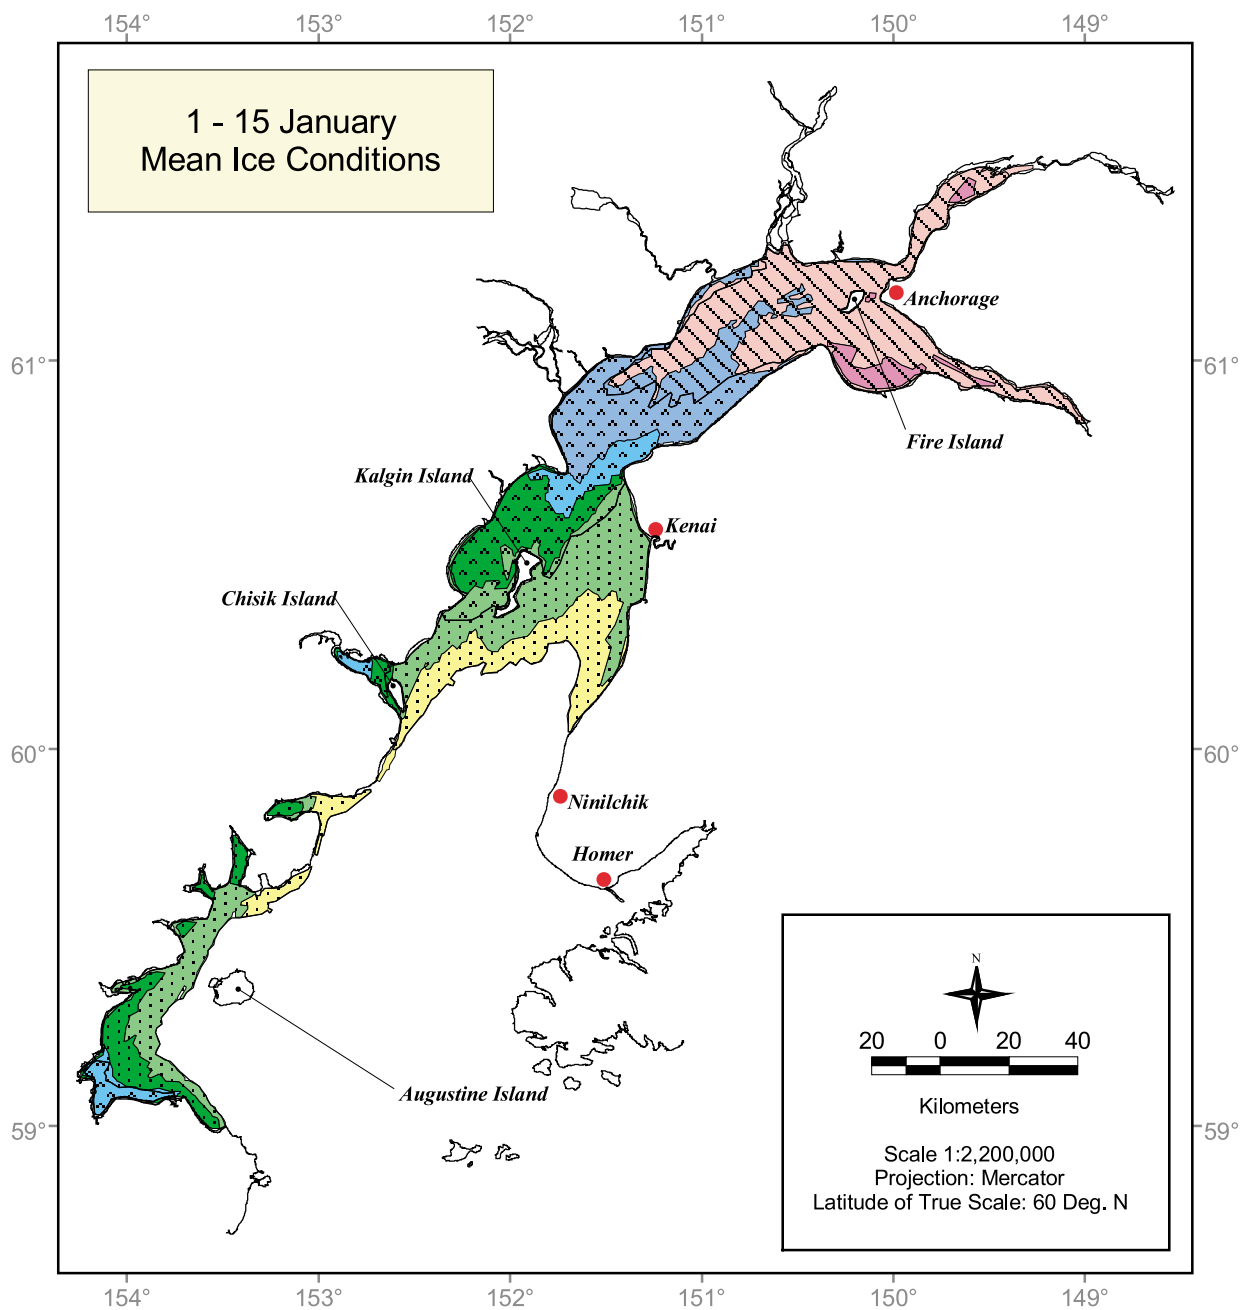 154° 153° 152° 151° 150° 149°
1 - 15 January
Mean Ice Conditions
Anchorage
61° 61°
Fire Island
Kalgin Island
Kenai
Chisik Island
60° 60°
Ninilchik
Homer
N
Augustine Island
20 0 20 40
Kilometers
59° 59°
Scale 1:2,200,000
Projection: Mercator
Latitude of True Scale: 60 Deg. N
154° 153° 152° 151° 150° 149°